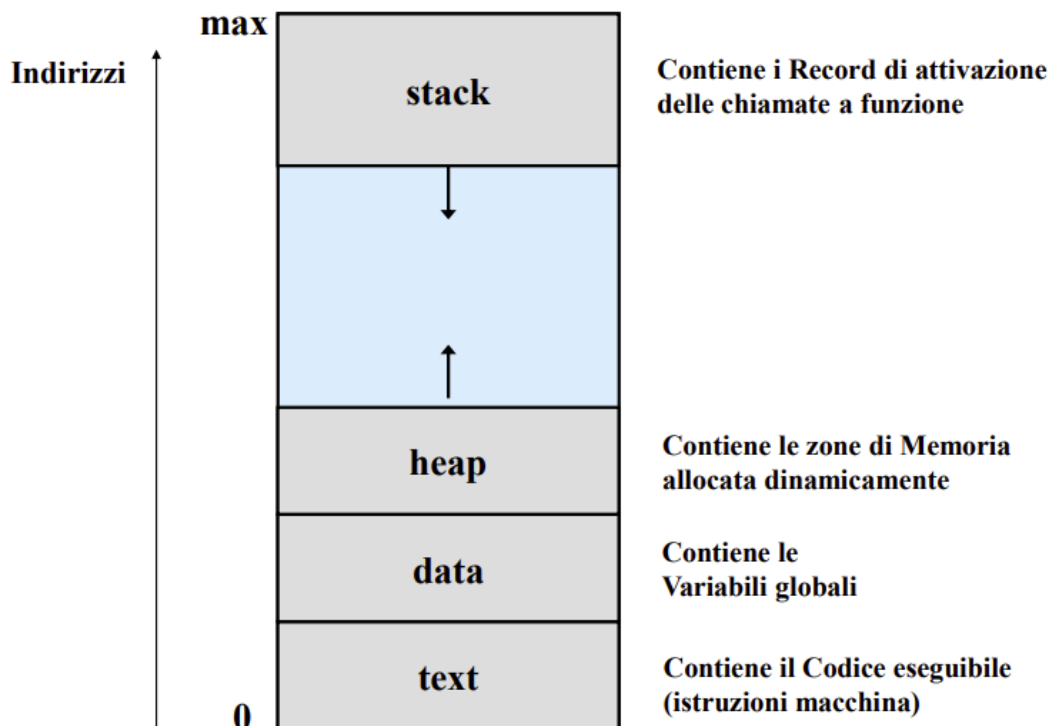 max
Indirizzi
stack
Contiene i Record di attivazione
delle chiamate a funzione
heap
Contiene le zone di Memoria
allocata dinamicamente
data
Contiene le
Variabili globali
text
Contiene il Codice eseguibile
(istruzioni macchina)
0